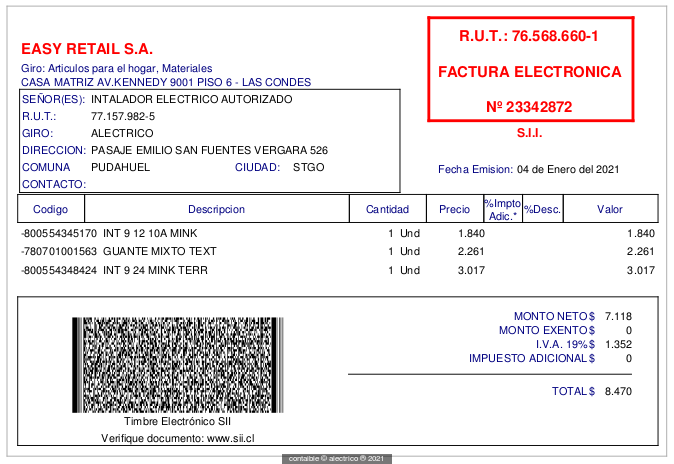 EASY RETAIL S.A.
Giro: Articulos para el hogar, Materiales
CASA MATRIZ AV.KENNEDY 9001 PISO 6 - LAS CONDES
R.U.T.: 76.568.660-1
FACTURA ELECTRONICA
Nº 23342872
S.I.I.
SEÑOR(ES): INTALADOR ELECTRICO AUTORIZADO
R.U.T.: 77.157.982-5
GIRO: ALECTRICO
DIRECCION: PASAJE EMILIO SAN FUENTES VERGARA 526
COMUNA PUDAHUEL CIUDAD: STGO
CONTACTO:
Fecha Emision: 04 de Enero del 2021
Codigo Descripcion Cantidad Precio %Impto Adic.* %Desc. Valor
-800554345170 INT 9 12 10A MINK 1 Und 1.840 1.840
-780701001563 GUANTE MIXTO TEXT 1 Und 2.261 2.261
-800554348424 INT 9 24 MINK TERR 1 Und 3.017 3.017
MONTO NETO $ 7.118
MONTO EXENTO $ 0
I.V.A. 19% $ 1.352
IMPUESTO ADICIONAL $ 0
TOTAL $ 8.470
Timbre Electrónico SII
Verifique documento: www.sii.cl
contaible © alectrico ® 2021